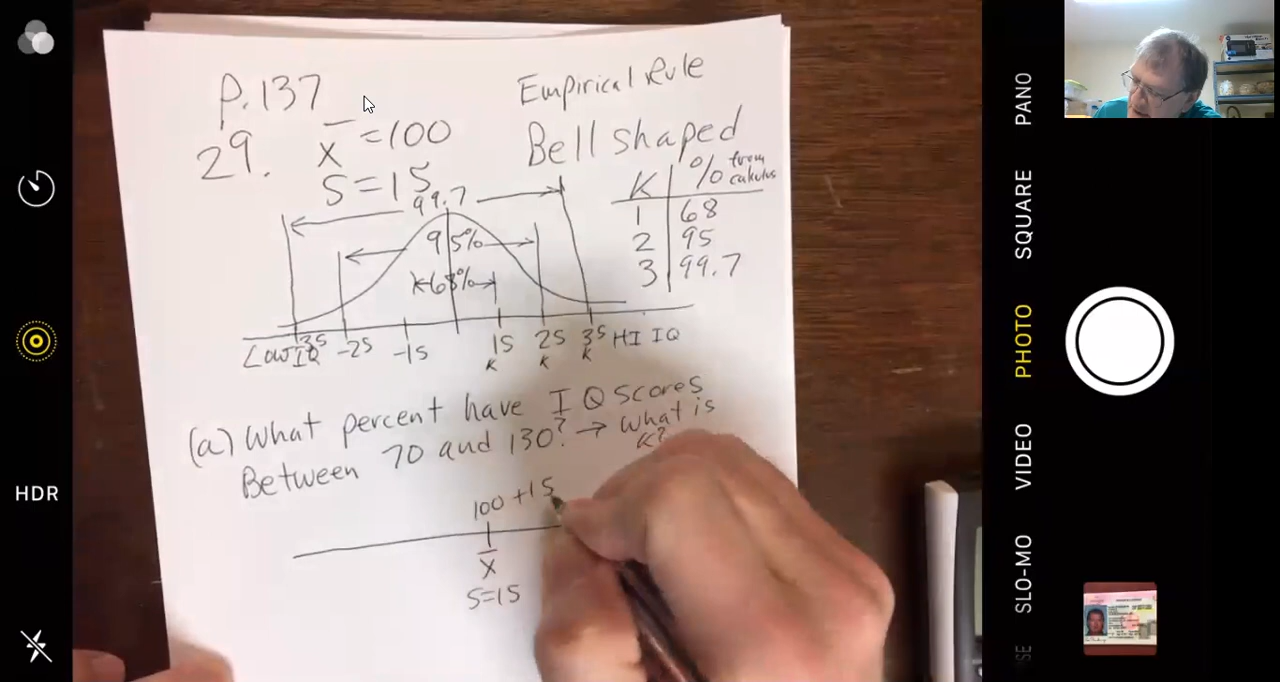 P.137
29. x̄ = 100
S = 15
Empirical Rule
Bell shaped
K | % from calculus
1 | 68
2 | 95
3 | 99.7
99.7
95%
68%
-3S -2S -1S 1S 2S 3S HI IQ
Low IQ K K K
(a) What percent have IQ scores
Between 70 and 130? → What is
K?
100 + 15
x̄
S=15
HDR
PANO
SQUARE
PHOTO
VIDEO
SLO-MO